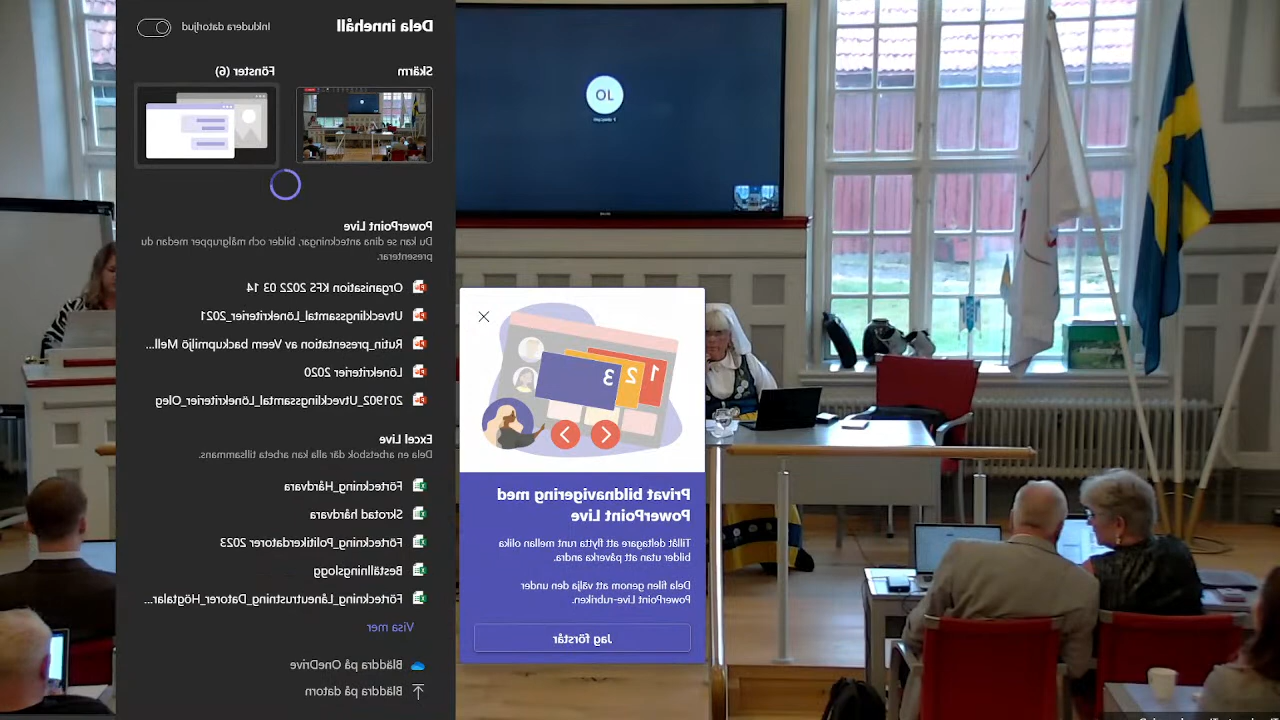 Dela innehåll
Inkludera datorljud
Skärm
Fönster (6)
PowerPoint Live
Du kan se dina anteckningar, bilder och målgrupper medan du
presenterar.
Organisation KFS 2022 03 14
Utvecklingssamtal_Lönekriterier_2021
Rutin_presentation av Veem backupmiljö Mell...
Lönekriterier 2020
201902_Utvecklingssamtal_Lönekriterier_Oleg
Excel Live
Dela en arbetsbok där alla kan arbeta tillsammans.
Förteckning_Hårdvara
Skrotad hårdvara
Förteckning_Politikerdatorer 2023
Beställningslogg
Förteckning_Låneutrustning_Datorer_Högtalar...
Visa mer
Bläddra på OneDrive
Bläddra på datorn
JO
1
2
3
Privat bildnavigering med
PowerPoint Live
Tillåt deltagare att flytta runt mellan olika
bilder utan att påverka andra.
Dela filen genom att välja den under
PowerPoint Live-rubriken.
Jag förstår